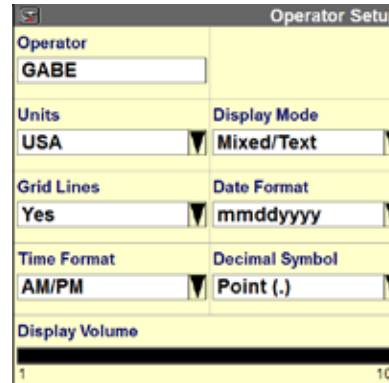 Operator Setu
Operator
GABE
Units
Display Mode
USA
Mixed/Text
Grid Lines
Date Format
Yes
mmddyyyy
Time Format
Decimal Symbol
AM/PM
Point (.)
Display Volume
1
10